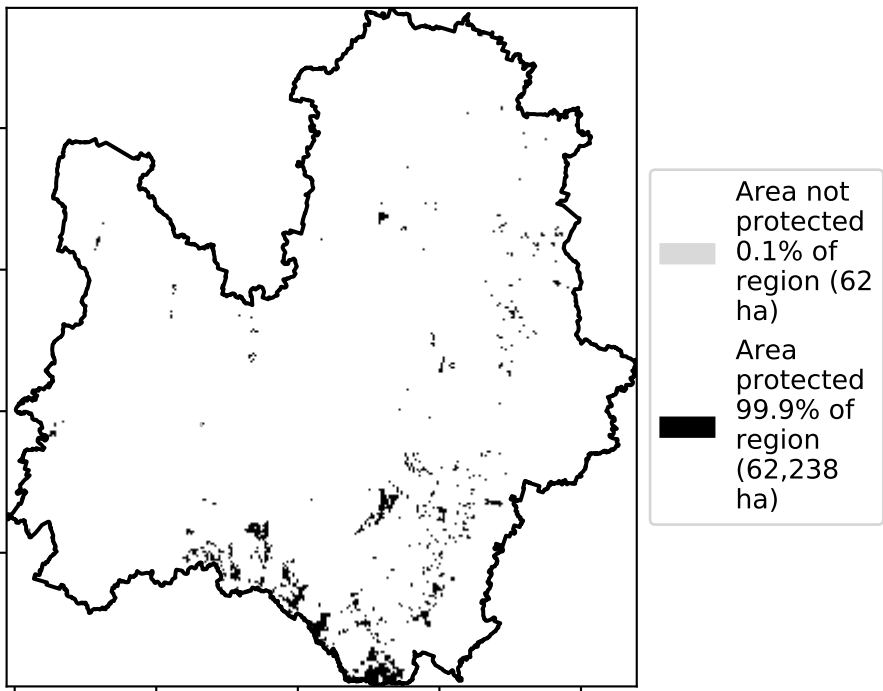 Area not
protected
0.1% of
region (62
ha)
Area
protected
99.9% of
region
(62,238
ha)